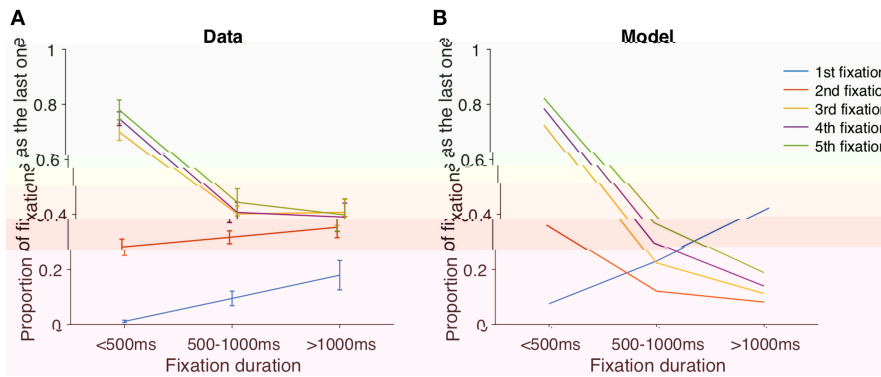 A
Data
Proportion of fixations as the last one
1
0.8
0.6
0.4
0.2
0
<500ms 500-1000ms >1000ms
Fixation duration
B
Model
Proportion of fixations as the last one
1
0.8
0.6
0.4
0.2
0
<500ms 500-1000ms >1000ms
Fixation duration
1st fixation
2nd fixation
3rd fixation
4th fixation
5th fixation